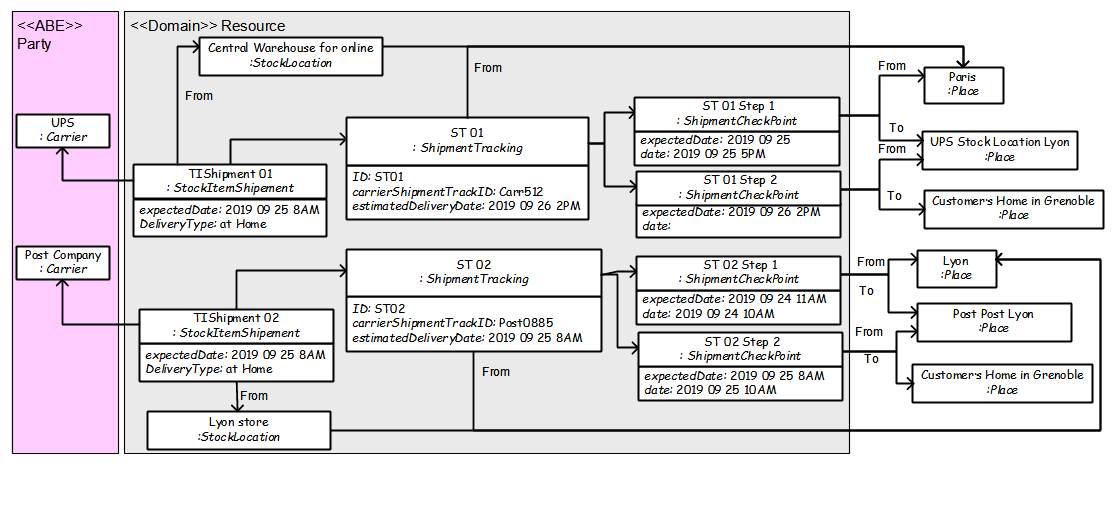 <<ABE>>
Party
<<Domain>> Resource
Central Warehouse for online
:StockLocation
From
From
From
Paris
:Place
UPS
: Carrier
ST 01
: ShipmentTracking
ID: ST01
carrierShipmentTrackID: Carr512
estimatedDeliveryDate: 2019 09 26 2PM
ST 01 Step 1
: ShipmentCheckPoint
expectedDate: 2019 09 25
date: 2019 09 25 5PM
To
UPS Stock Location Lyon
:Place
From
TIShipment 01
: StockItemShipement
expectedDate: 2019 09 25 8AM
DeliveryType: at Home
ST 01 Step 2
: ShipmentCheckPoint
expectedDate: 2019 09 26 2PM
date:
To
Customer's Home in Grenoble
:Place
Post Company
: Carrier
ST 02
: ShipmentTracking
ID: ST02
carrierShipmentTrackID: Post0885
estimatedDeliveryDate: 2019 09 25 8AM
ST 02 Step 1
: ShipmentCheckPoint
expectedDate: 2019 09 24 11AM
date: 2019 09 24 10AM
From
Lyon
:Place
To
Post Post Lyon
:Place
TIShipment 02
: StockItemShipement
expectedDate: 2019 09 25 8AM
DeliveryType: at Home
ST 02 Step 2
: ShipmentCheckPoint
expectedDate: 2019 09 25 8AM
date: 2019 09 25 10AM
From
To
Customer's Home in Grenoble
:Place
From
From
Lyon store
:StockLocation